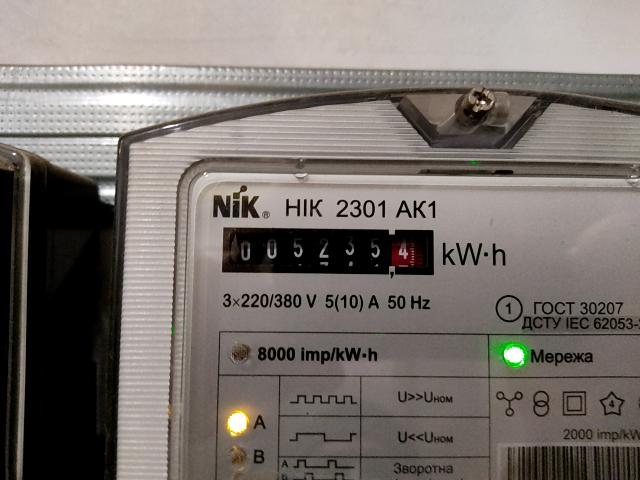 NiK® НІК 2301 АК1
0052354 kW·h
3×220/380 V 5(10) A 50 Hz
1 ГОСТ 30207
ДСТУ IEC 62053-
8000 imp/kW·h
Мережа
A
U>>Uном
U<<Uном
4
2000 imp/kW
B
A
Зворотна
B